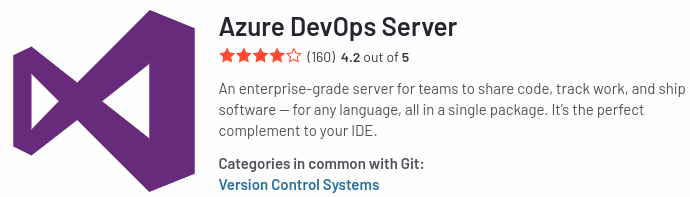 Azure DevOps Server
(160) 4.2 out of 5
An enterprise-grade server for teams to share code, track work, and ship
software — for any language, all in a single package. It’s the perfect
complement to your IDE.
Categories in common with Git:
Version Control Systems